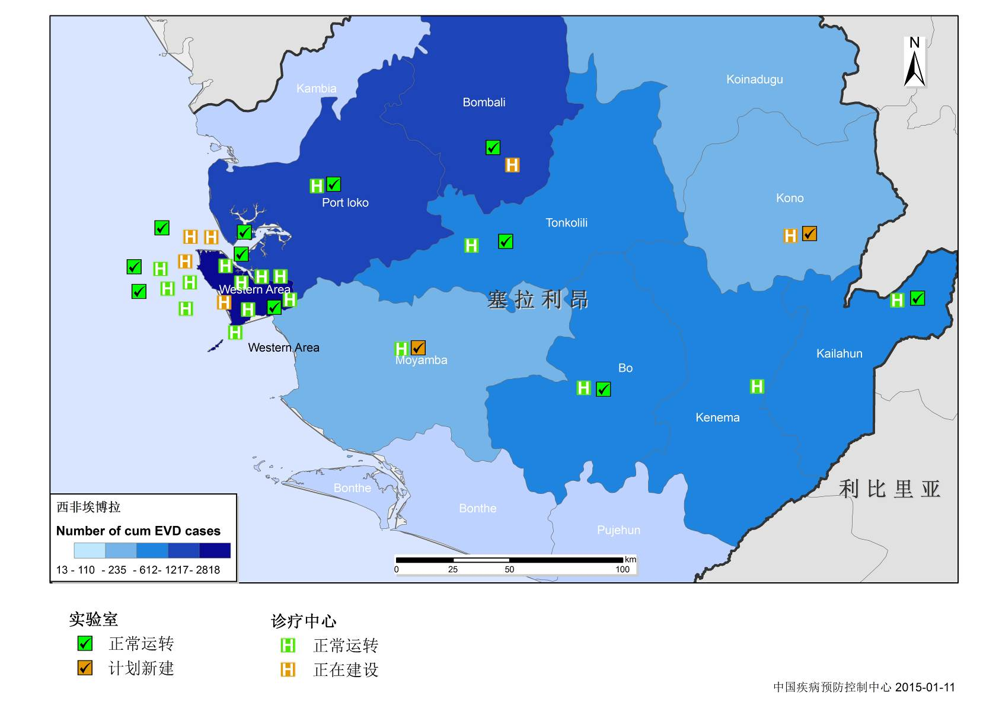 N
Kambia
Koinadugu
Bombali
Port loko
Kono
Tonkolili
Western Area
塞拉利昂
Western Area
Moyamba
Kailahun
Bo
Kenema
Bonthe
利比里亚
Bonthe
Pujehun
西非埃博拉
Number of cum EVD cases
13 - 110 - 235 - 612- 1217- 2818
km
0 25 50 100
实验室
正常运转
计划新建
诊疗中心
H 正常运转
H 正在建设
中国疾病预防控制中心 2015-01-11